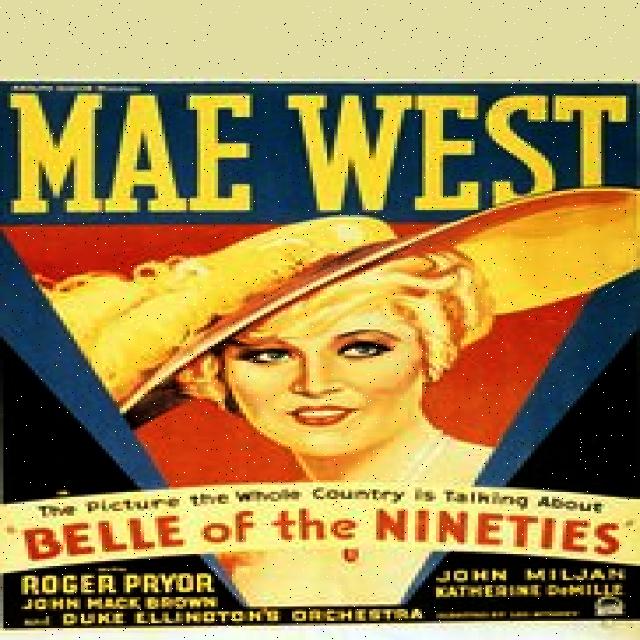 MAE WEST
The Picture the Whole Country is Talking About
"BELLE of the NINETIES"
ROGER PRYOR
JOHN MACK BROWN
AND DUKE ELLINGTON'S ORCHESTRA
JOHN MILJAN
KATHERINE DeMILLE